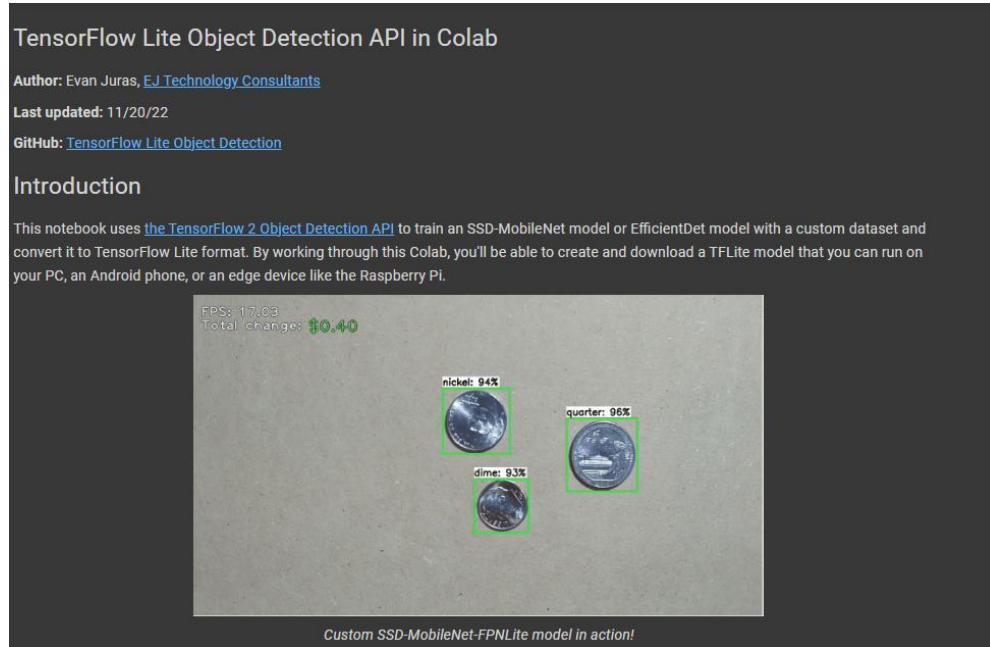 TensorFlow Lite Object Detection API in Colab
Author: Evan Juras, EJ Technology Consultants
Last updated: 11/20/22
GitHub: TensorFlow Lite Object Detection
Introduction
This notebook uses the TensorFlow 2 Object Detection API to train an SSD-MobileNet model or EfficientDet model with a custom dataset and
convert it to TensorFlow Lite format. By working through this Colab, you'll be able to create and download a TFLite model that you can run on
your PC, an Android phone, or an edge device like the Raspberry Pi.
FPS: 17.03
Total change: $0.40
nickel: 94%
quarter: 96%
dime: 93%
Custom SSD-MobileNet-FPNLite model in action!